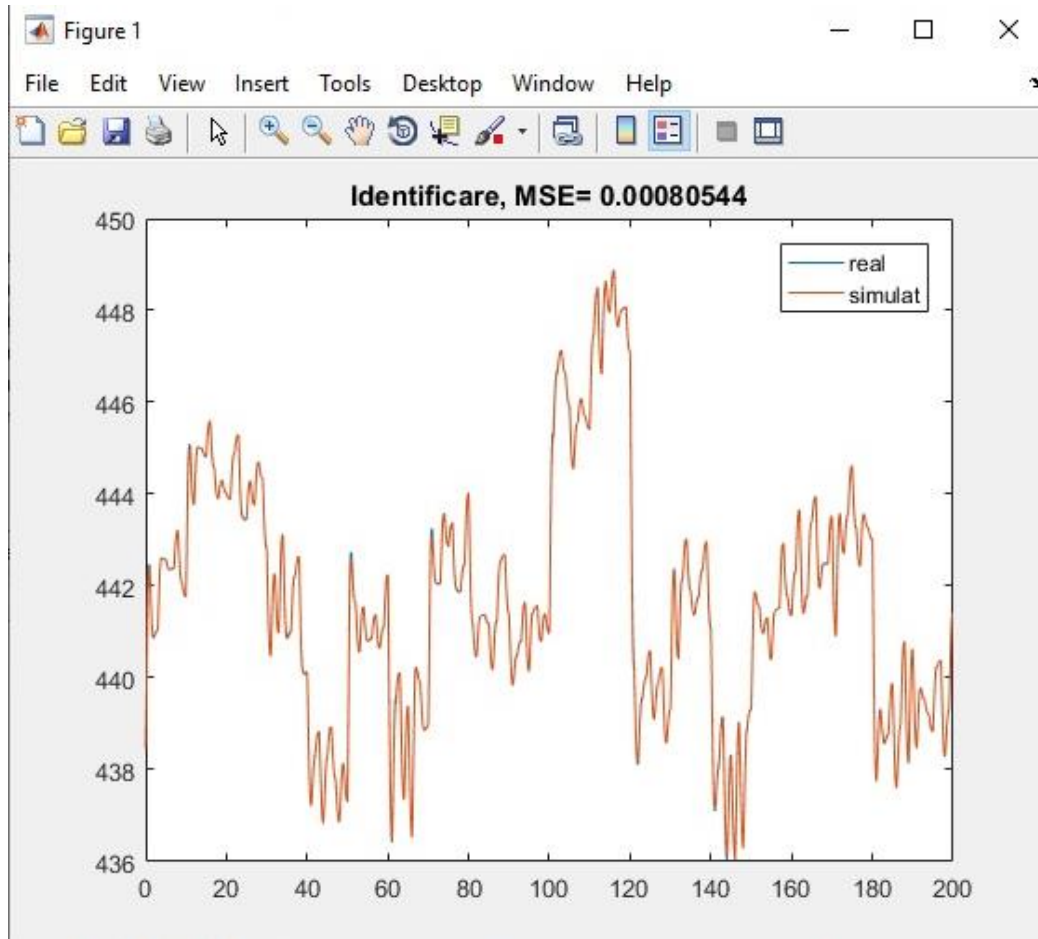 Figure 1
File Edit View Insert Tools Desktop Window Help
Identificare, MSE= 0.00080544
450
448
446
444
442
440
438
436
real
simulat
0 20 40 60 80 100 120 140 160 180 200